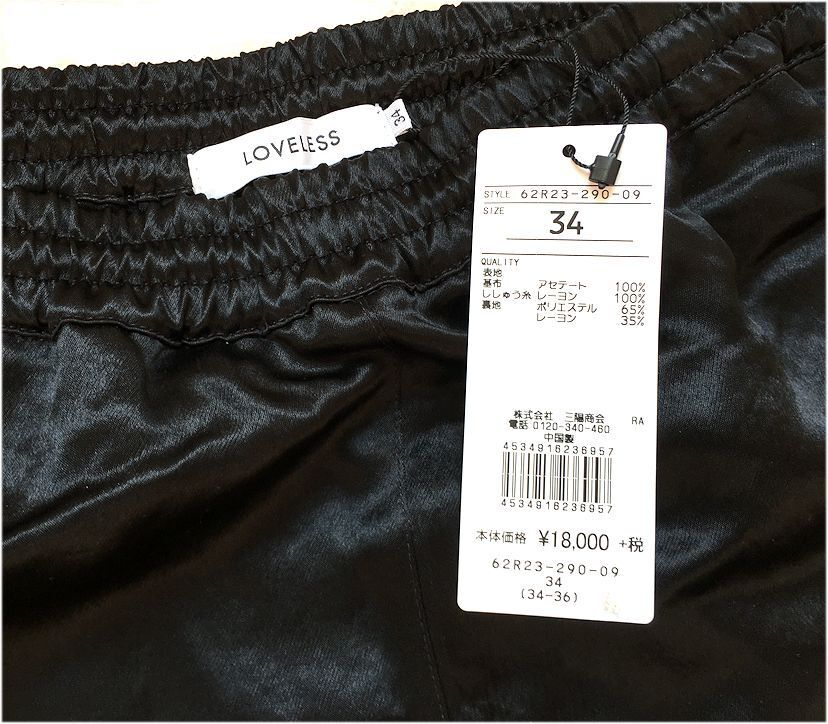 LOVELESS
34
STYLE 62R23-290-09
SIZE
34
QUALITY
表地
基布 アセテート 100%
ししゅう糸 レーヨン 100%
裏地 ポリエステル 65%
レーヨン 35%
株式会社 三陽商会 RA
電話 0120-340-460
中国製
4534916236957
4534916236957
本体価格 ¥18,000 +税
62R23-290-09
34
(34-36)